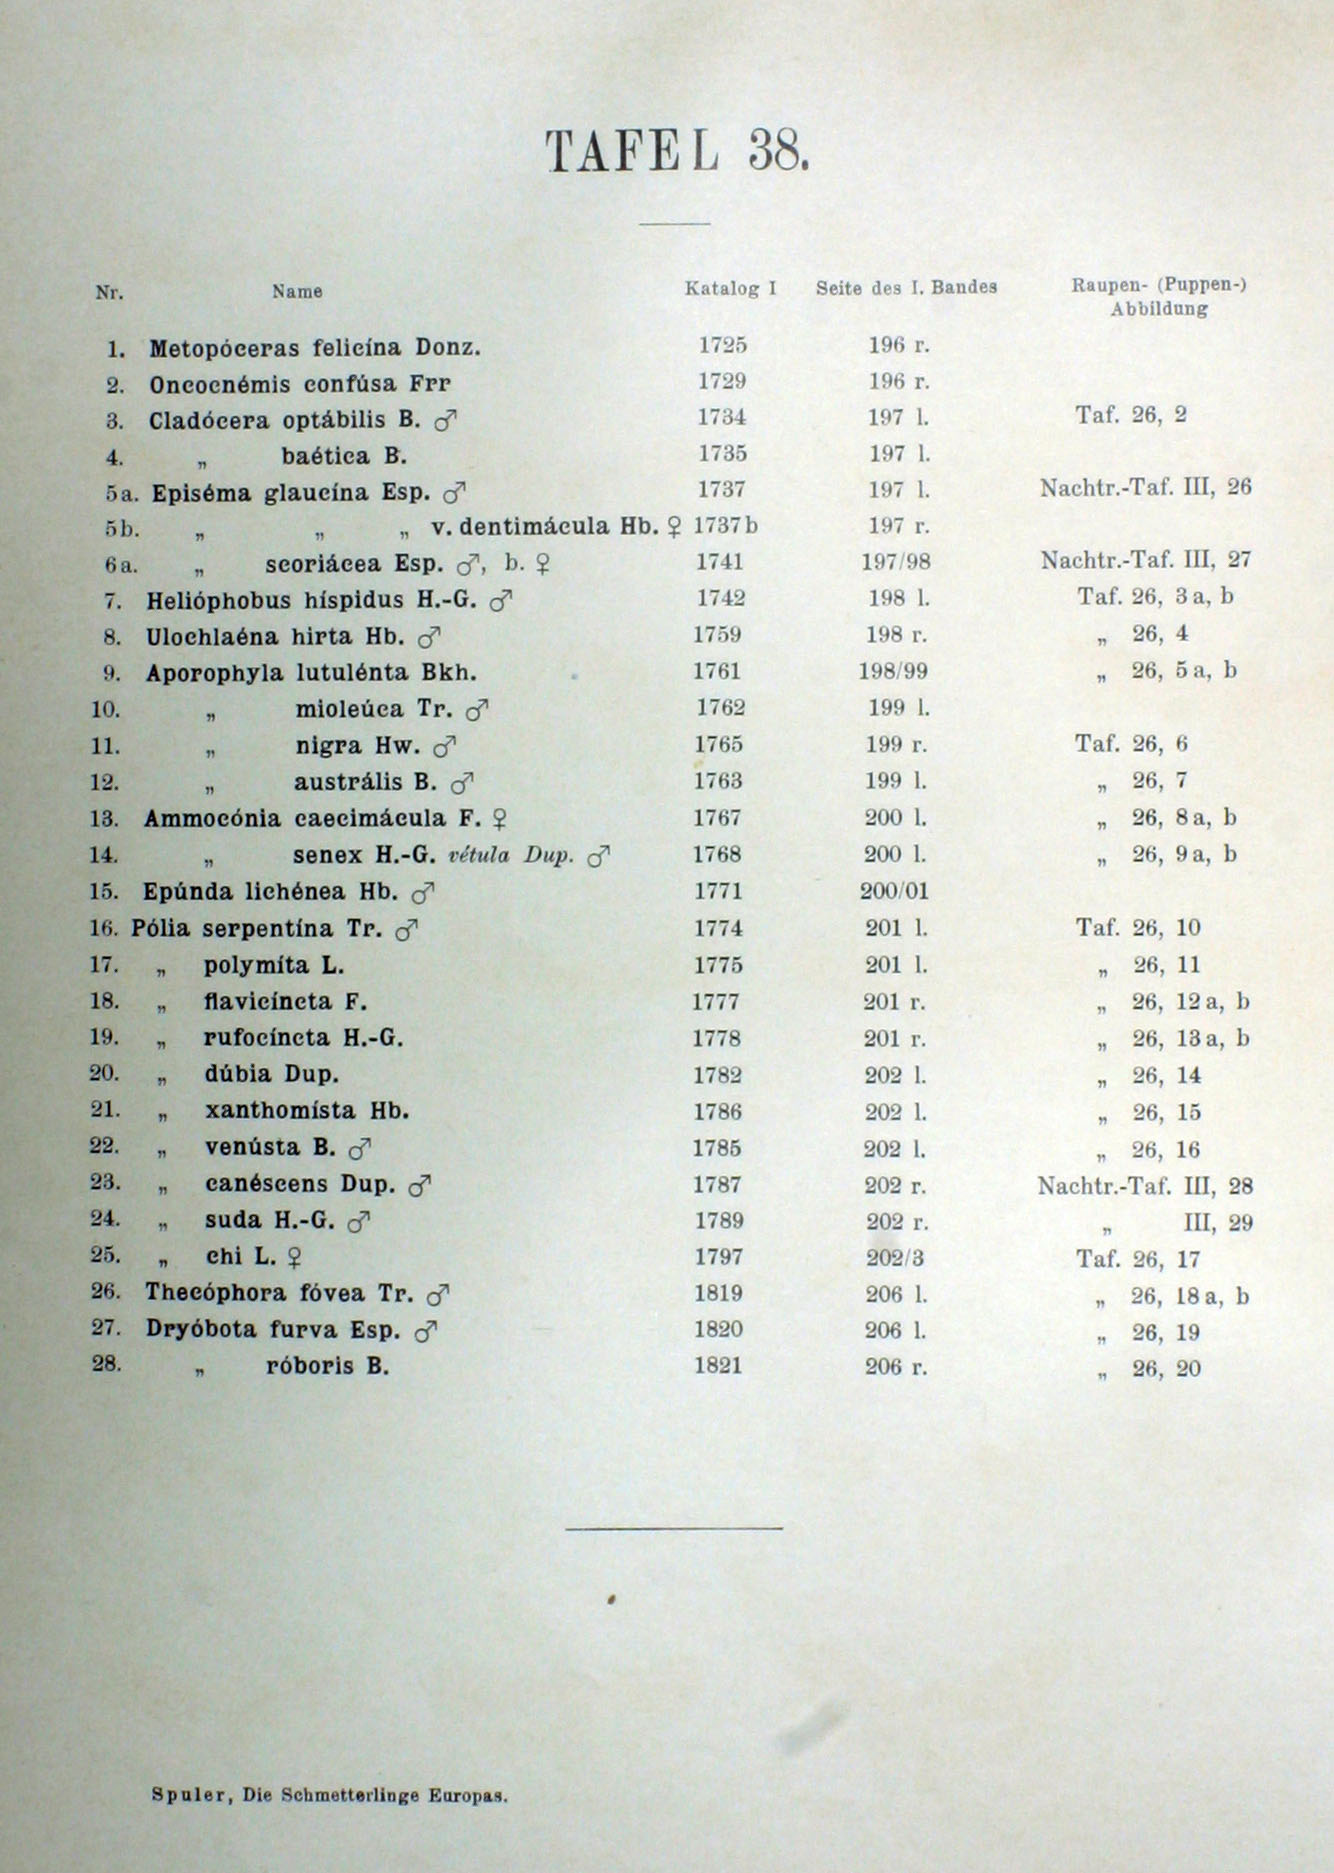 TAFEL 38.
Nr. Name Katalog I Seite des I. Bandes Raupen- (Puppen-)
Abbildung
1. Metopóceras felicína Donz. 1725 196 r.
2. Oncocnémis confúsa Frr 1729 196 r.
3. Cladócera optábilis B. ♂ 1734 197 l. Taf. 26, 2
4. „ baética B. 1735 197 l.
5a. Episéma glaucína Esp. ♂ 1737 197 l. Nachtr.-Taf. III, 26
5b. „ „ „ v. dentimácula Hb. ♀ 1737b 197 r.
6a. „ scoriácea Esp. ♂, b. ♀ 1741 197/98 Nachtr.-Taf. III, 27
7. Helióphobus híspidus H.-G. ♂ 1742 198 l. Taf. 26, 3a, b
8. Ulochlaéna hirta Hb. ♂ 1759 198 r. „ 26, 4
9. Aporophyla lutulénta Bkh. 1761 198/99 „ 26, 5a, b
10. „ mioleúca Tr. ♂ 1762 199 l.
11. „ nigra Hw. ♂ 1765 199 r. Taf. 26, 6
12. „ austrális B. ♂ 1763 199 l. „ 26, 7
13. Ammocónia caecimácula F. ♀ 1767 200 l. „ 26, 8a, b
14. „ senex H.-G. vétula Dup. ♂ 1768 200 l. „ 26, 9a, b
15. Epúnda lichénea Hb. ♂ 1771 200/01
16. Pólia serpentína Tr. ♂ 1774 201 l. Taf. 26, 10
17. „ polymíta L. 1775 201 l. „ 26, 11
18. „ flavicíncta F. 1777 201 r. „ 26, 12a, b
19. „ rufocíncta H.-G. 1778 201 r. „ 26, 13a, b
20. „ dúbia Dup. 1782 202 l. „ 26, 14
21. „ xanthomísta Hb. 1786 202 l. „ 26, 15
22. „ venústa B. ♂ 1785 202 l. „ 26, 16
23. „ canéscens Dup. ♂ 1787 202 r. Nachtr.-Taf. III, 28
24. „ suda H.-G. ♂ 1789 202 r. „ III, 29
25. „ chi L. ♀ 1797 202/3 Taf. 26, 17
26. Thecóphora fóvea Tr. ♂ 1819 206 l. „ 26, 18a, b
27. Dryóbota furva Esp. ♂ 1820 206 l. „ 26, 19
28. „ róboris B. 1821 206 r. „ 26, 20
Spuler, Die Schmetterlinge Europas.